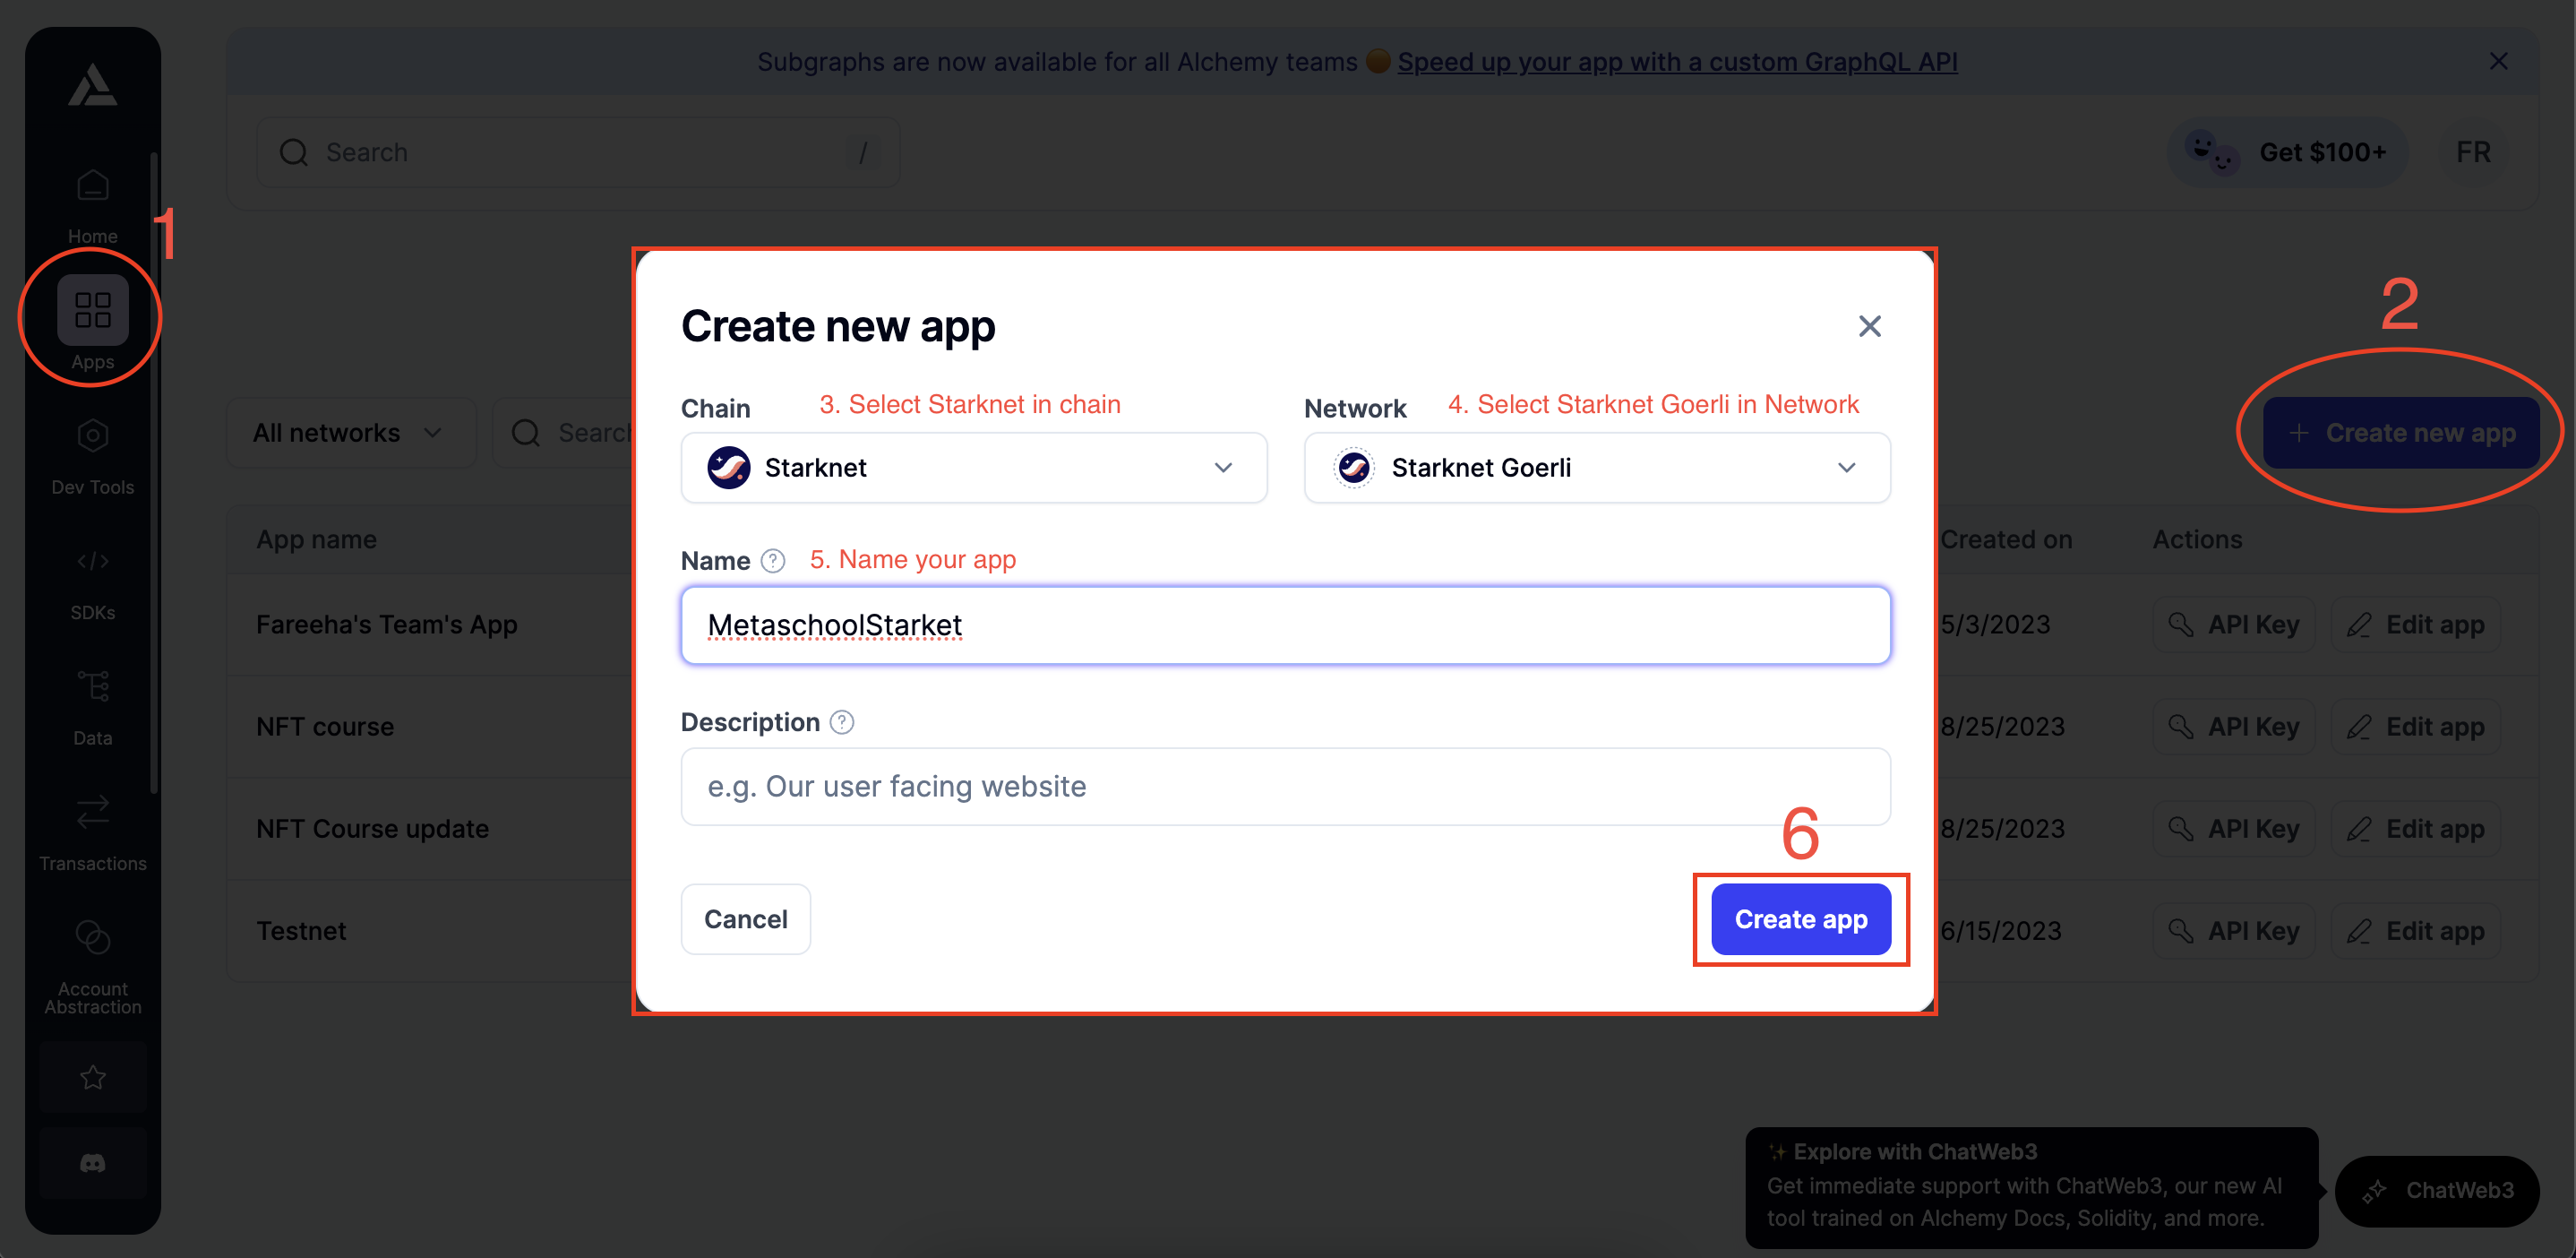 Subgraphs are now available for all Alchemy teams Speed up your app with a custom GraphQL API
Search /
Get $100+ FR
Home
1
Apps
Dev Tools
SDKs
Data
Transactions
Account
Abstraction
2
All networks
Search
+ Create new app
App name
Created on Actions
Fareeha's Team's App
5/3/2023 API Key Edit app
NFT course
8/25/2023 API Key Edit app
NFT Course update
8/25/2023 API Key Edit app
Testnet
6/15/2023 API Key Edit app
Create new app
Chain 3. Select Starknet in chain
Network 4. Select Starknet Goerli in Network
Starknet
Starknet Goerli
Name ? 5. Name your app
MetaschoolStarket
Description ?
e.g. Our user facing website
6
Cancel
Create app
Explore with ChatWeb3
Get immediate support with ChatWeb3, our new AI
tool trained on Alchemy Docs, Solidity, and more.
ChatWeb3